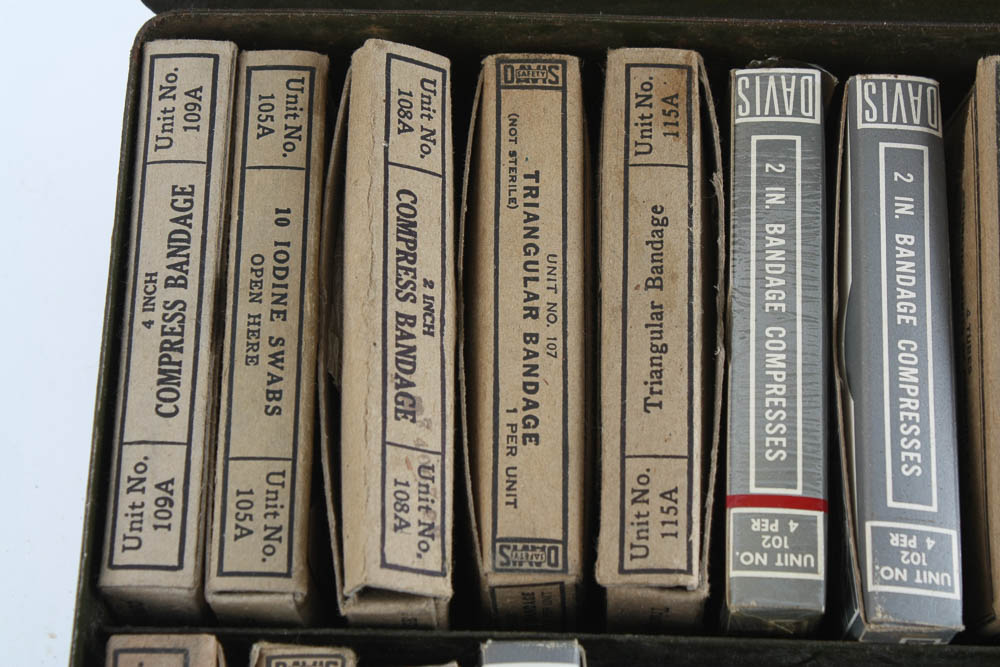 Unit No.
109A
4 INCH
COMPRESS BANDAGE
Unit No.
109A
Unit No.
105A
10 IODINE SWABS
OPEN HERE
Unit No.
105A
Unit No.
108A
2 INCH
COMPRESS BANDAGE
Unit No.
108A
DAVIS
SAFETY
(NOT STERILE)
UNIT NO. 107
TRIANGULAR BANDAGE
1 PER UNIT
DAVIS
SAFETY
Unit No.
115A
Triangular Bandage
Unit No.
115A
DAVIS
2 IN. BANDAGE COMPRESSES
UNIT NO.
102
4 PER
DAVIS
2 IN. BANDAGE COMPRESSES
UNIT NO.
102
4 PER
DAVIS